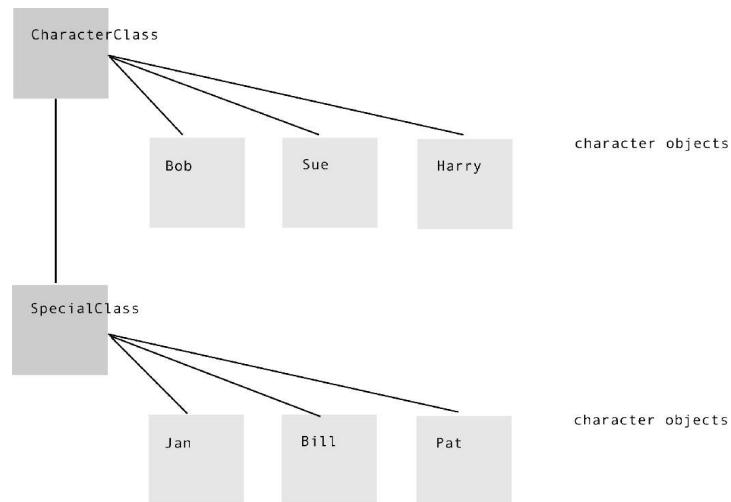 CharacterClass
Bob
Sue
Harry
character objects
SpecialClass
Jan
Bill
Pat
character objects